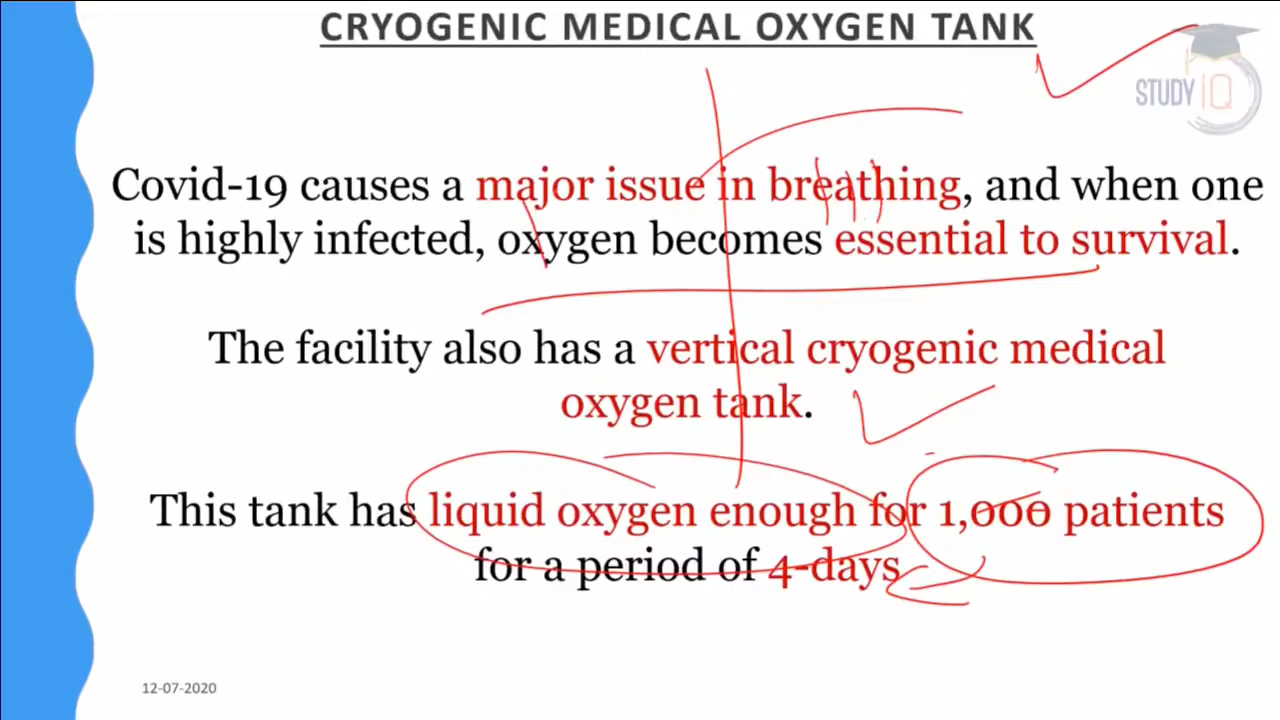 CRYOGENIC MEDICAL OXYGEN TANK
STUDY IQ
Covid-19 causes a major issue in breathing, and when one
is highly infected, oxygen becomes essential to survival.
The facility also has a vertical cryogenic medical
oxygen tank.
This tank has liquid oxygen enough for 1,000 patients
for a period of 4-days
12-07-2020